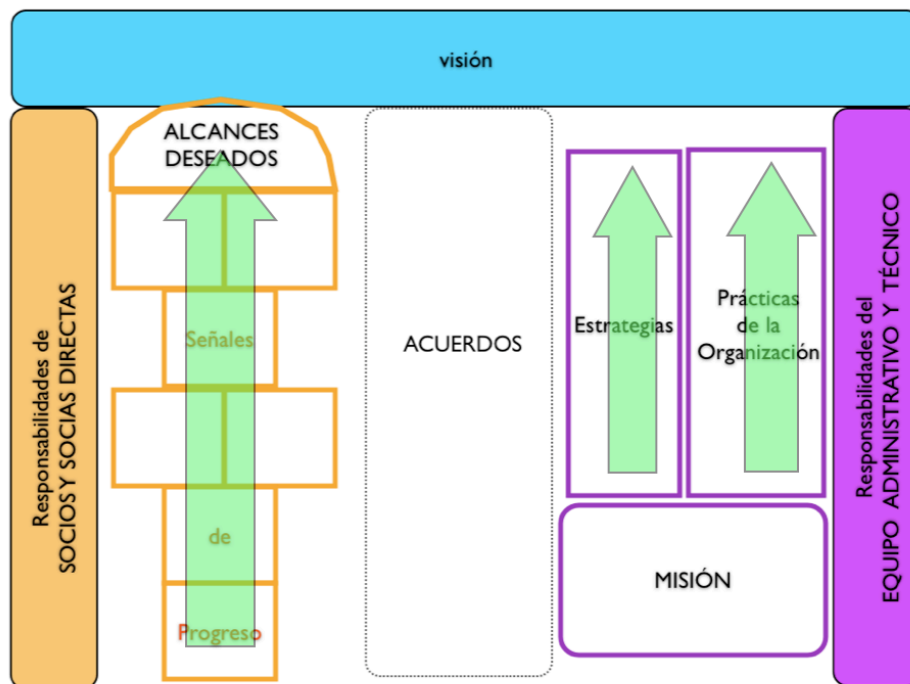 visión
Responsabilidades de
SOCIOS Y SOCIAS DIRECTAS
ALCANCES
DESEADOS
Señales
de
Progreso
ACUERDOS
Estrategias
Prácticas
de la
Organización
MISIÓN
Responsabilidades del
EQUIPO ADMINISTRATIVO Y TÉCNICO